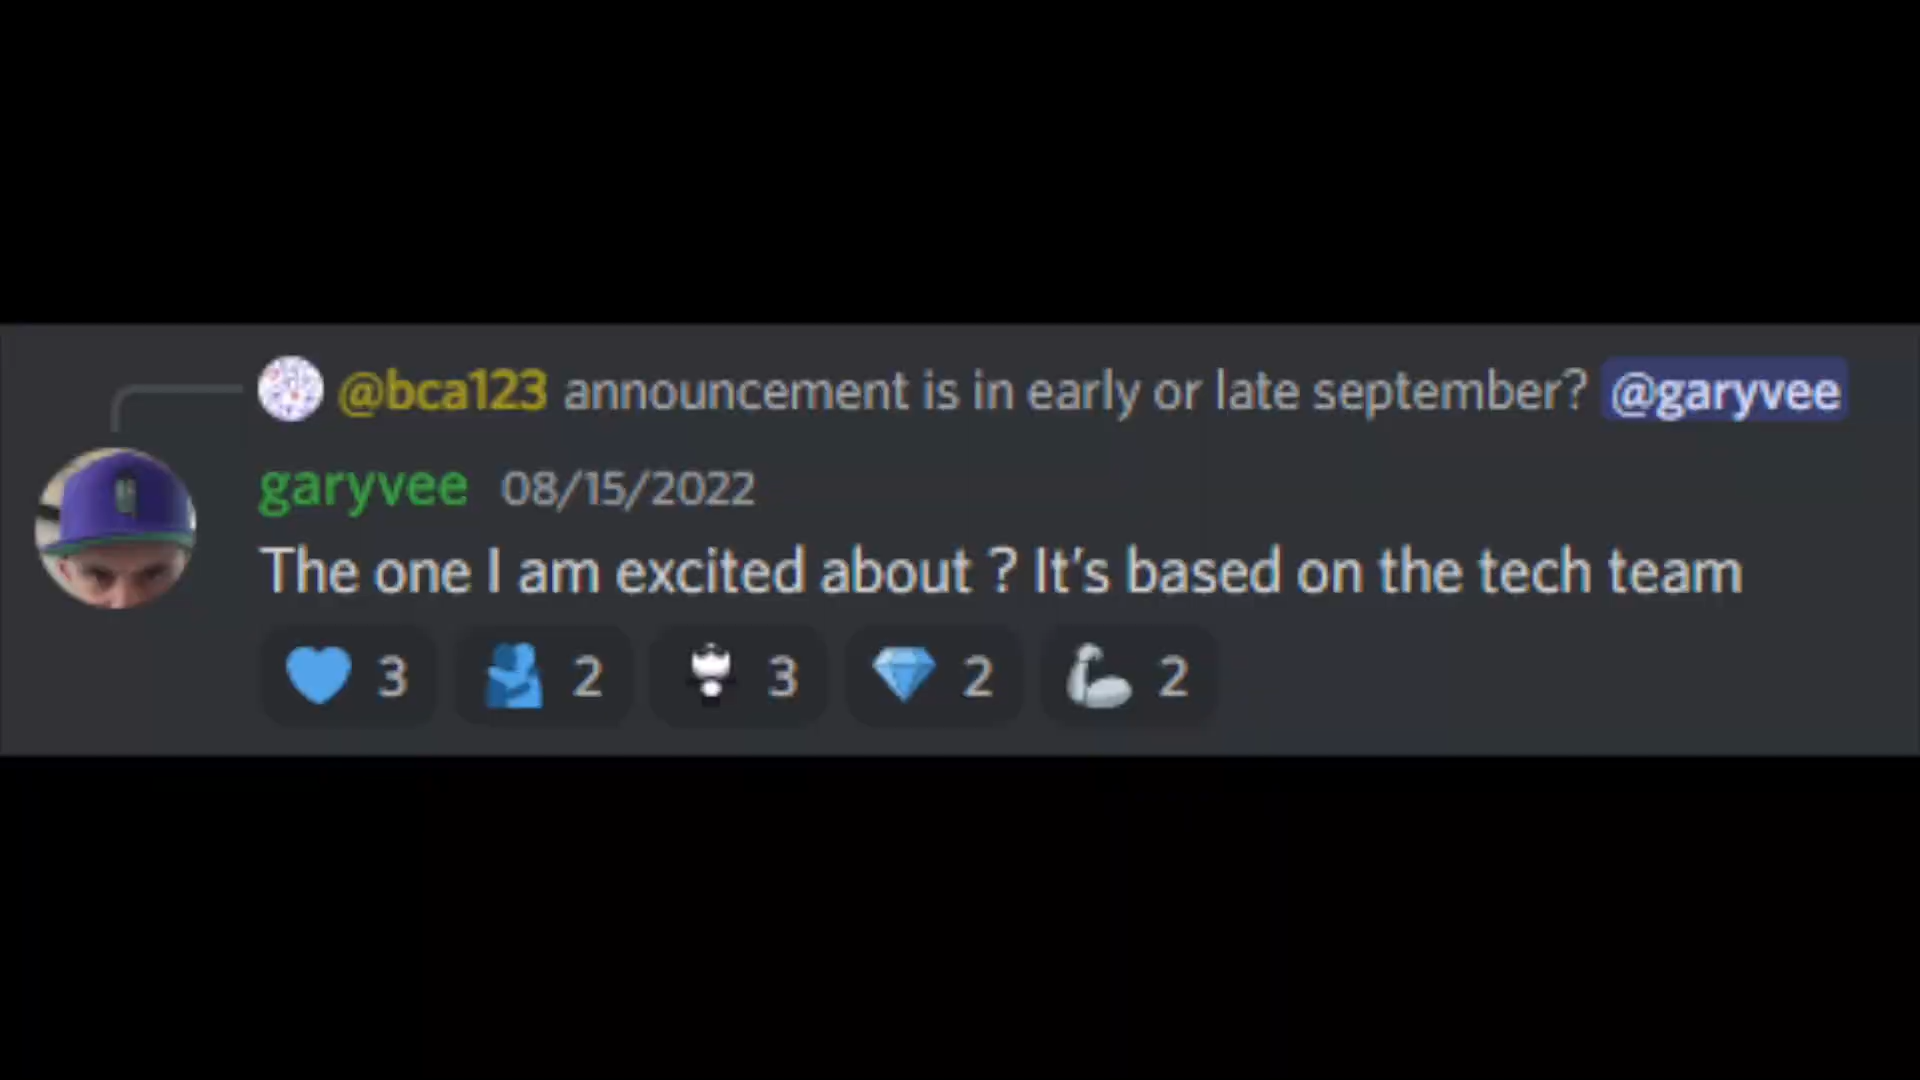 @bca123 announcement is in early or late september? @garyvee
garyvee 08/15/2022
The one I am excited about ? It's based on the tech team
3 2 3 2 2